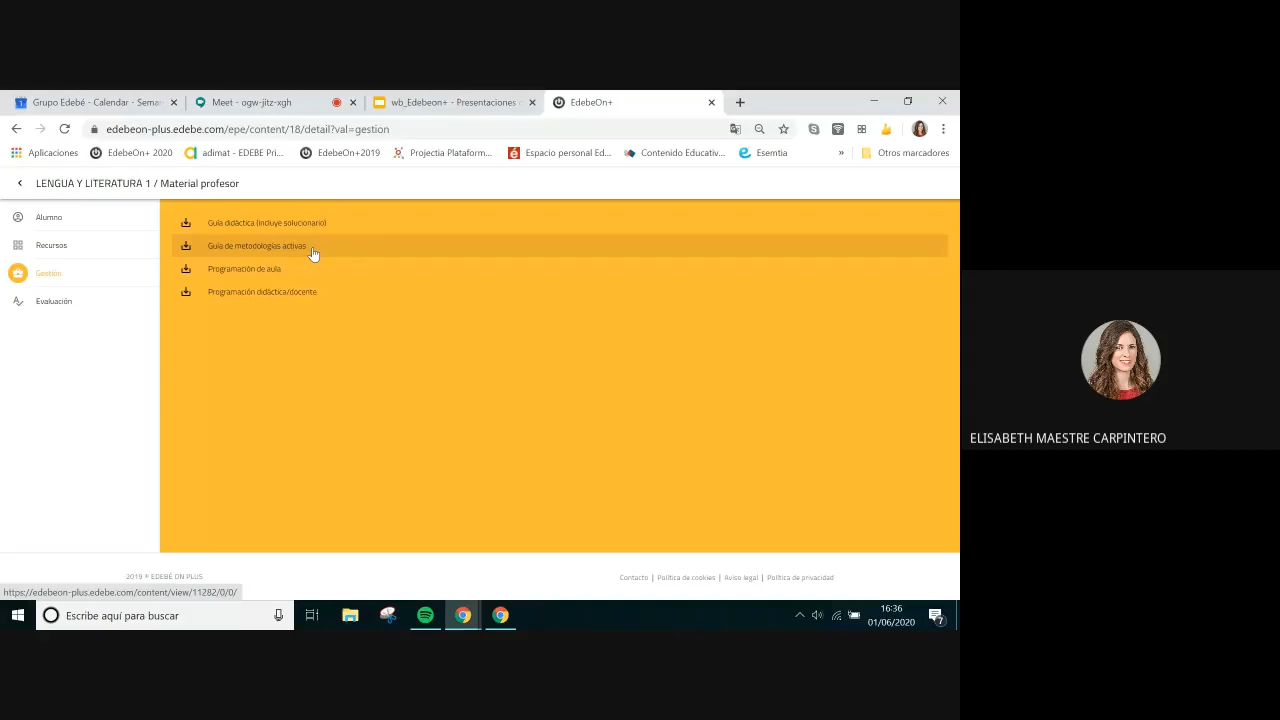 Grupo Edebé - Calendar - Sema
Meet - ogw-jitz-xgh
wb_Edebeon+ - Presentaciones
EdebeOn+
edebeon-plus.edebe.com/epe/content/18/detail?val=gestion
Aplicaciones
EdebeOn+ 2020
adimat - EDEBE Pri...
EdebeOn+2019
Projectia Plataform...
Espacio personal Ed...
Contenido Educativ...
Esemtia
»
Otros marcadores
LENGUA Y LITERATURA 1 / Material profesor
Alumno
Recursos
Gestión
Evaluación
Guía didáctica (incluye solucionario)
Guía de metodologías activas
Programación de aula
Programación didáctica/docente
ELISABETH MAESTRE CARPINTERO
2019 © EDEBÉ ON PLUS
Contacto | Política de cookies | Aviso legal | Política de privacidad
https://edebeon-plus.edebe.com/content/view/11282/0/0/
Escribe aquí para buscar
16:36
01/06/2020
7